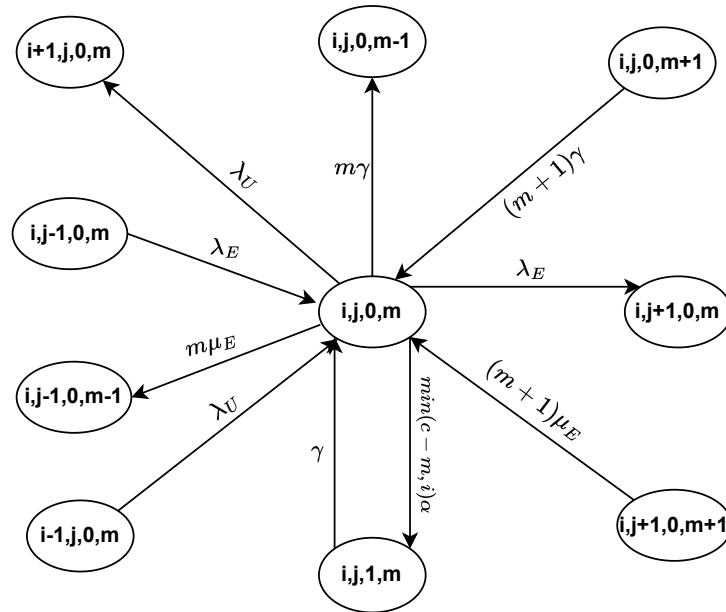 i+1,j,0,m
i,j,0,m-1
i,j,0,m+1
λ_U
mγ
(m + 1)γ
i,j-1,0,m
λ_E
i,j,0,m
λ_E
i,j+1,0,m
mμ_E
i,j-1,0,m-1
λ_U
γ
min(c − m, i)α
(m + 1)μ_E
i-1,j,0,m
i,j,1,m
i,j+1,0,m+1